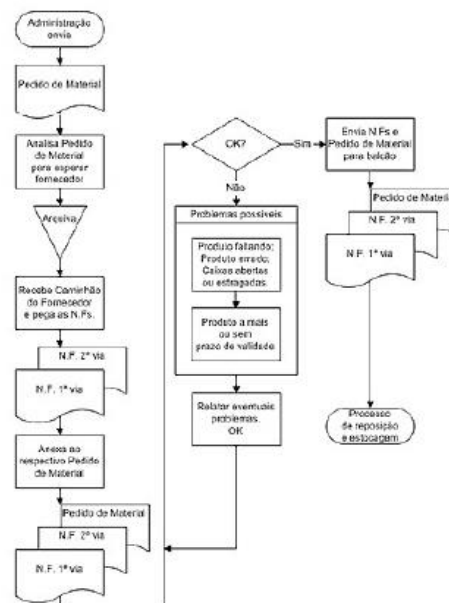 Administração
envia
Pedido de Material
Analisa Pedido
de Material
para esperar
fornecedor
Arquiva
Recebe Caminhão
do Fornecedor
e pega as N.Fs.
N.F. 2ª via
N.F. 1ª via
Anexa ao
respectivo Pedido
de Material
Pedido de Material
N.F. 2ª via
N.F. 1ª via
OK?
Sim
Não
Problemas possíveis
Produto faltando;
Produto errado;
Caixas abertas
ou estragadas.
Produto a mais
ou sem
prazo de validade
Relatar eventuais
problemas.
OK
Envia N.Fs e
Pedido de Material
para balcão
Pedido de Materia
N.F. 2ª via
N.F. 1ª via
Processo
de reposição
e estocagem